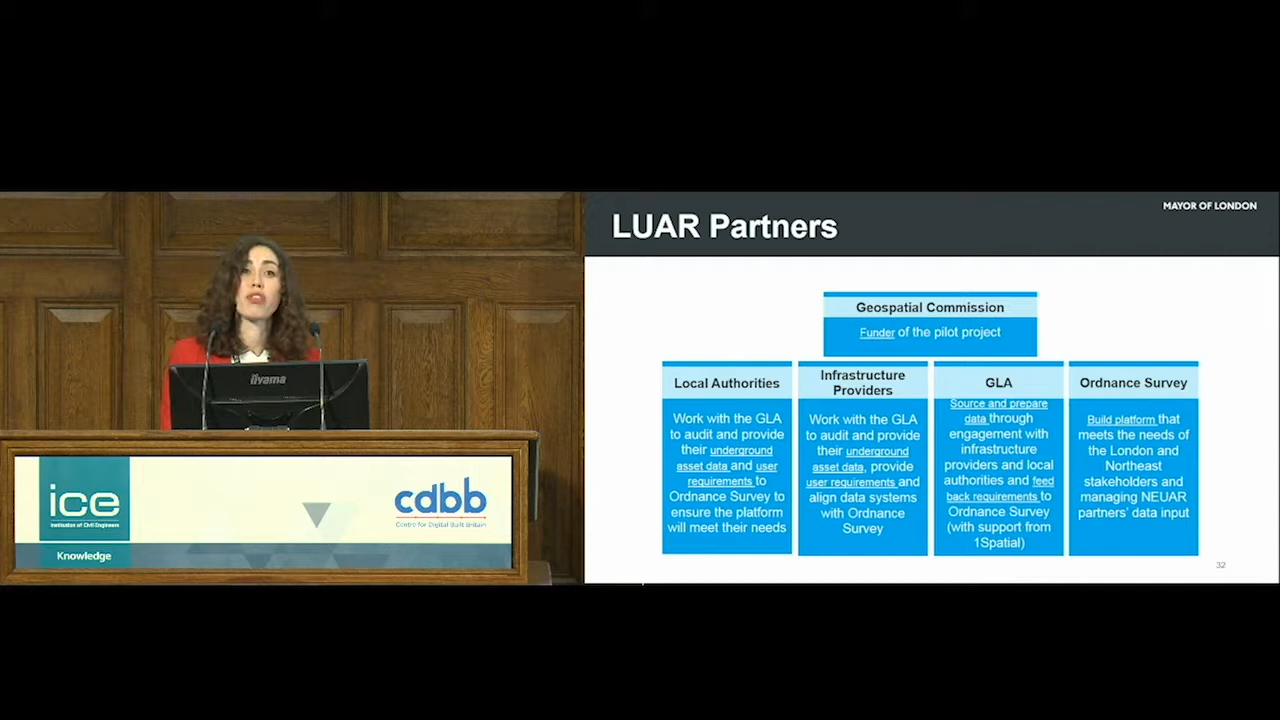 MAYOR OF LONDON
LUAR Partners
Geospatial Commission
Funder of the pilot project
Local Authorities
Work with the GLA
to audit and provide
their underground
asset data and user
requirements to
Ordnance Survey to
ensure the platform
will meet their needs
Infrastructure
Providers
Work with the GLA
to audit and provide
their underground
asset data, provide
user requirements and
align data systems
with Ordnance
Survey
GLA
Source and prepare
data through
engagement with
infrastructure
providers and local
authorities and feed
back requirements to
Ordnance Survey
(with support from
1Spatial)
Ordnance Survey
Build platform that
meets the needs of
the London and
Northeast
stakeholders and
managing NEUAR
partners' data input
32
iiyama
ice
Institution of Civil Engineers
Knowledge
cdbb
Centre for Digital Built Britain